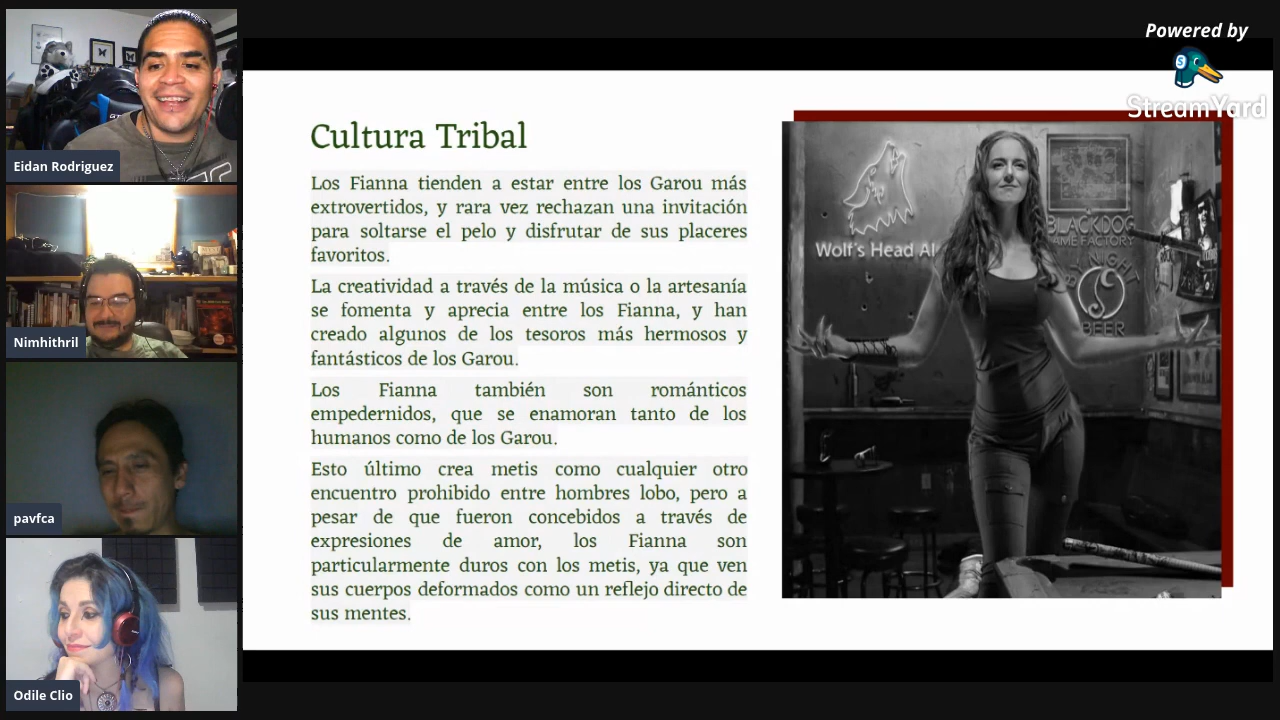 Powered by
StreamYard
Eidan Rodriguez
Nimhithril
pavfca
Odile Clio
Cultura Tribal
Los Fianna tienden a estar entre los Garou más
extrovertidos, y rara vez rechazan una invitación
para soltarse el pelo y disfrutar de sus placeres
favoritos.
La creatividad a través de la música o la artesanía
se fomenta y aprecia entre los Fianna, y han
creado algunos de los tesoros más hermosos y
fantásticos de los Garou.
Los Fianna también son románticos
empedernidos, que se enamoran tanto de los
humanos como de los Garou.
Esto último crea metis como cualquier otro
encuentro prohibido entre hombres lobo, pero a
pesar de que fueron concebidos a través de
expresiones de amor, los Fianna son
particularmente duros con los metis, ya que ven
sus cuerpos deformados como un reflejo directo de
sus mentes.
Wolf's Head Al
BLACKDOG
AME FACTORY
NIGHT
BEER